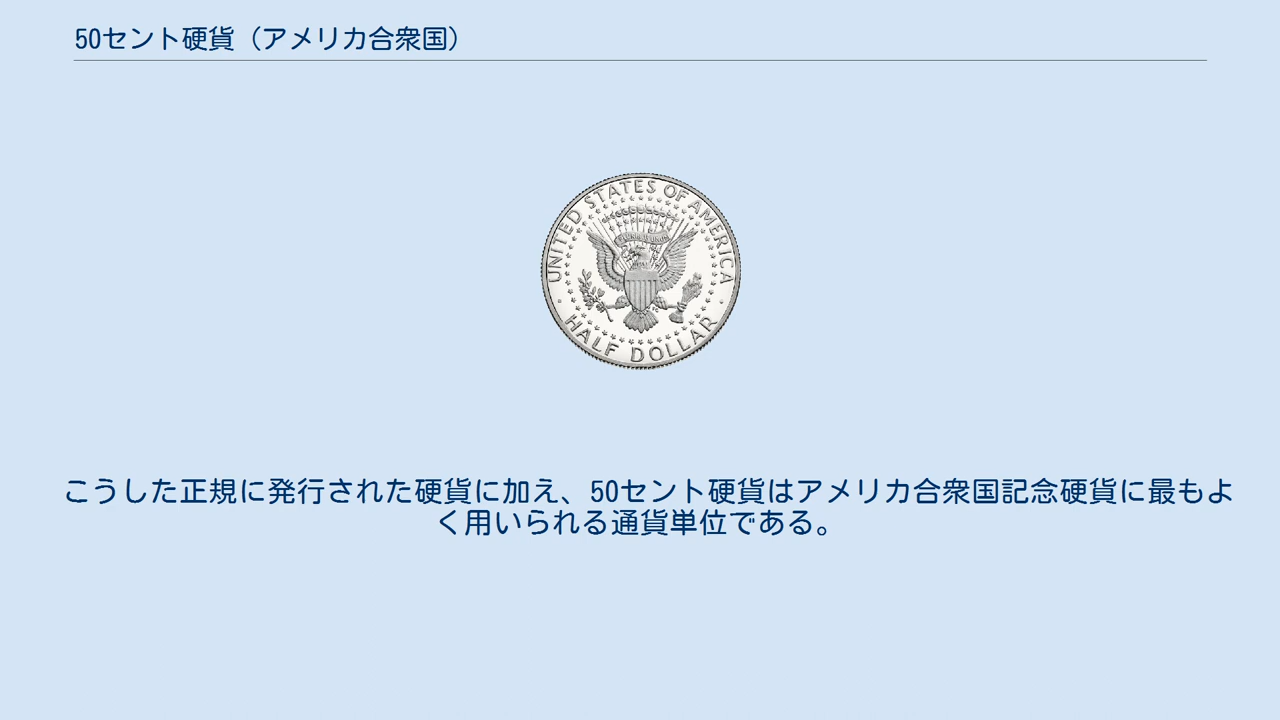 50セント硬貨（アメリカ合衆国）
UNITED STATES OF AMERICA
HALF DOLLAR
こうした正規に発行された硬貨に加え、50セント硬貨はアメリカ合衆国記念硬貨に最もよ
く用いられる通貨単位である。